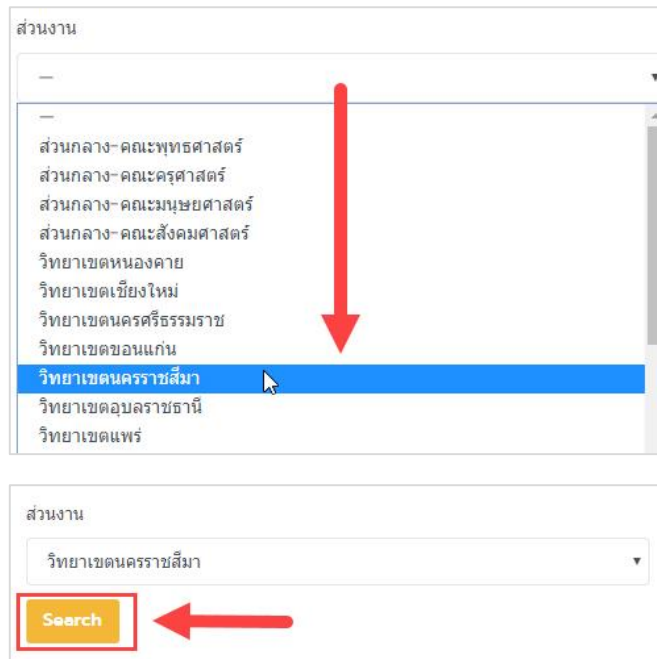 ส่วนงาน
—
—
ส่วนกลาง-คณะพุทธศาสตร์
ส่วนกลาง-คณะครุศาสตร์
ส่วนกลาง-คณะมนุษยศาสตร์
ส่วนกลาง-คณะสังคมศาสตร์
วิทยาเขตหนองคาย
วิทยาเขตเชียงใหม่
วิทยาเขตนครศรีธรรมราช
วิทยาเขตขอนแก่น
วิทยาเขตนครราชสีมา
วิทยาเขตอุบลราชธานี
วิทยาเขตแพร่
ส่วนงาน
วิทยาเขตนครราชสีมา
Search